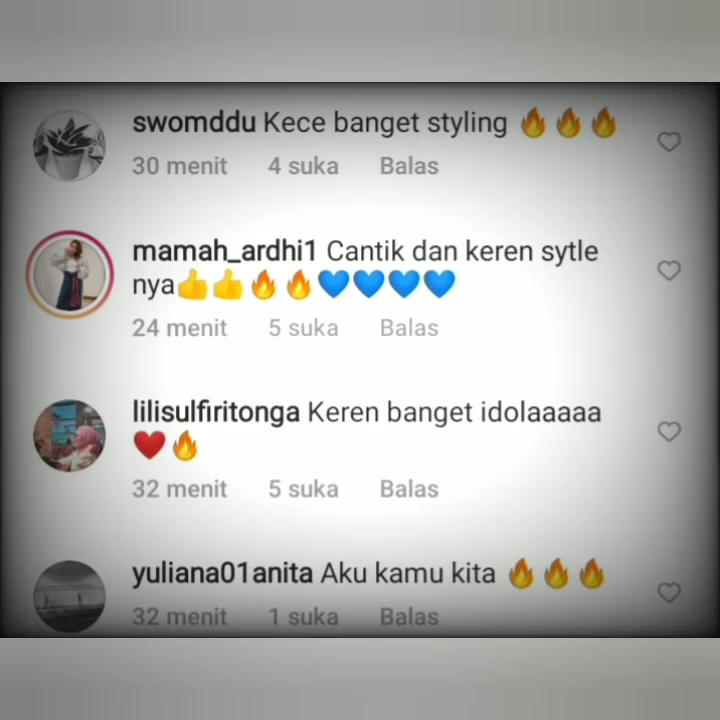 swomddu Kece banget styling 🔥🔥🔥
30 menit 4 suka Balas
mamah_ardhi1 Cantik dan keren sytle
nya👍👍🔥🔥💙💙💙💙
24 menit 5 suka Balas
lilisulfiritonga Keren banget idolaaaaa
❤️🔥
32 menit 5 suka Balas
yuliana01anita Aku kamu kita 🔥🔥🔥
32 menit 1 suka Balas